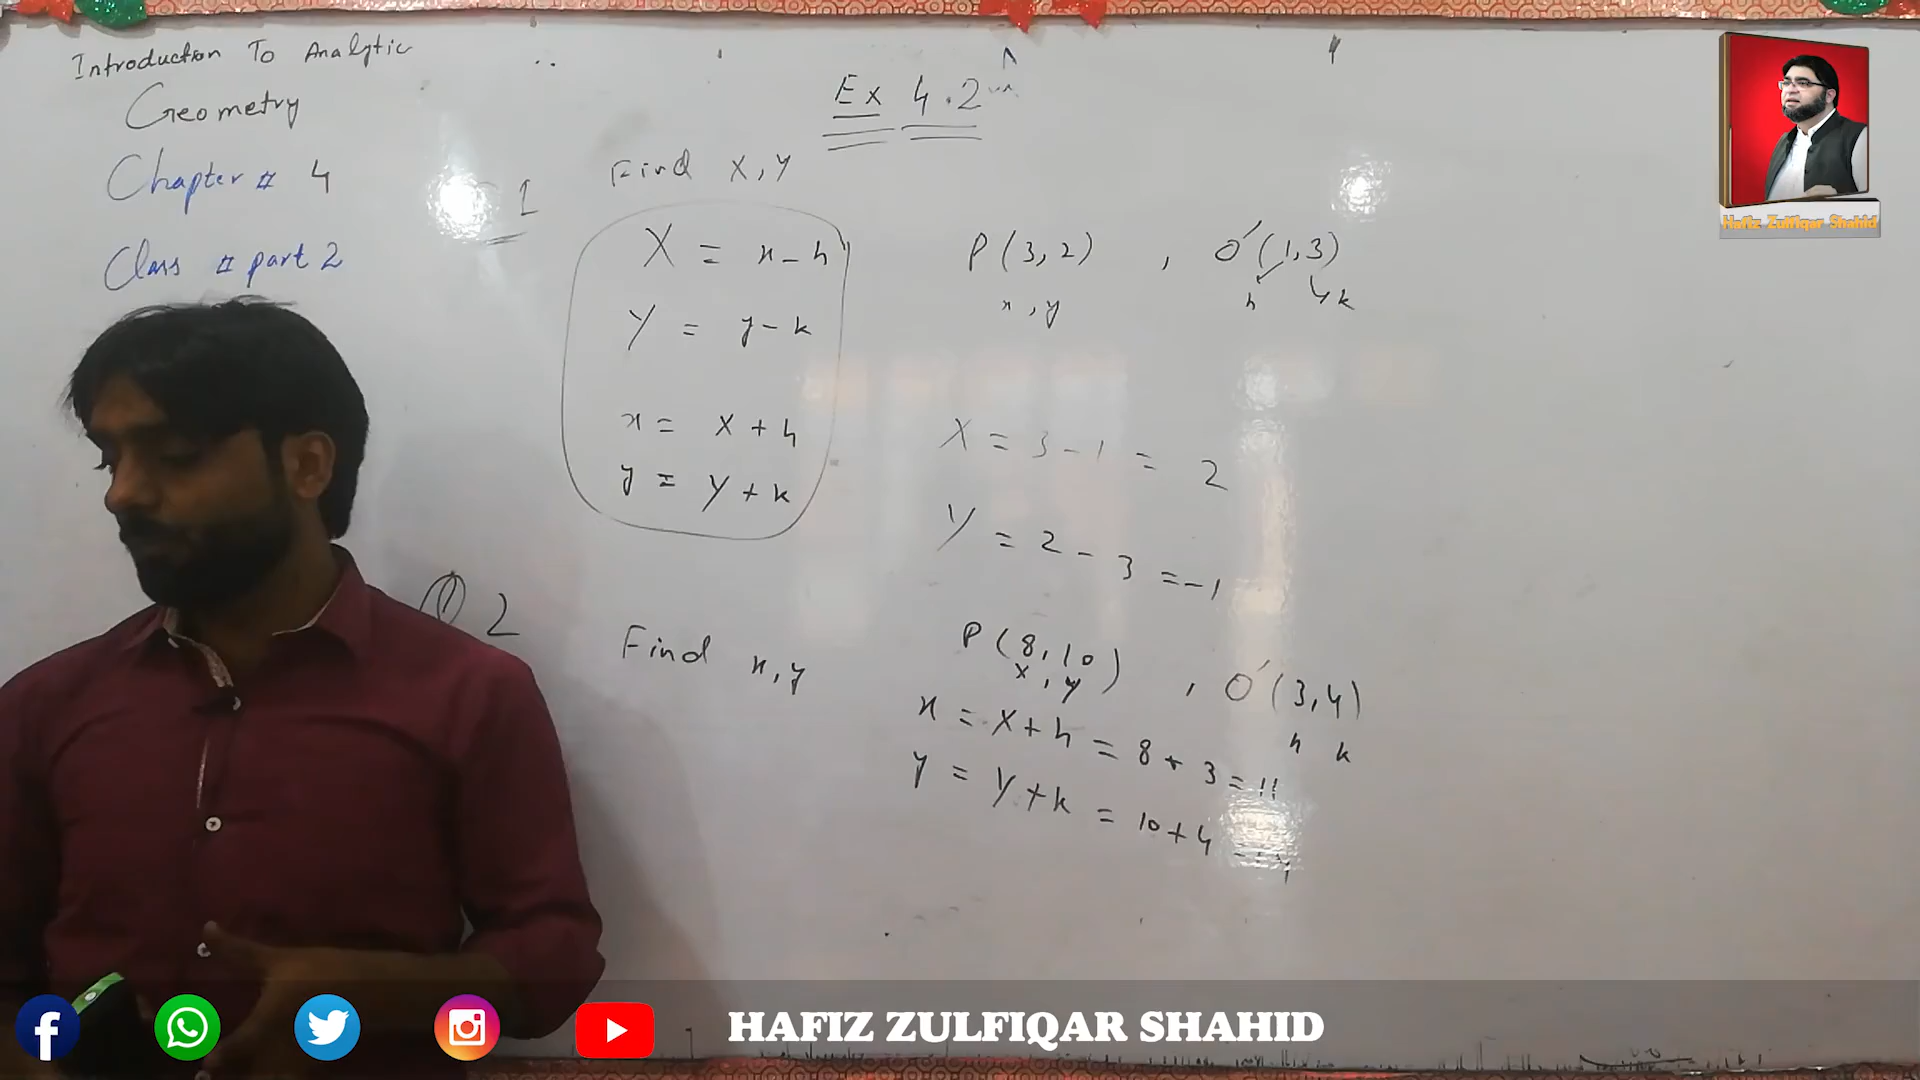 Introduction To Analytic
Geometry
Chapter # 4
Class # part 2
Ex 4.2
1
Find X, Y
X = x - h
Y = y - k
x = X + h
y = Y + k
P (3, 2) , O′ (1, 3)
x, y h k
X = 3 - 1 = 2
Y = 2 - 3 = -1
Q 2
Find x, y
P (8, 10) , O′ (3, 4)
X, Y h k
x = X + h = 8 + 3 = 11
y = Y + k = 10 + 4
Hafiz Zulfiqar Shahid
HAFIZ ZULFIQAR SHAHID